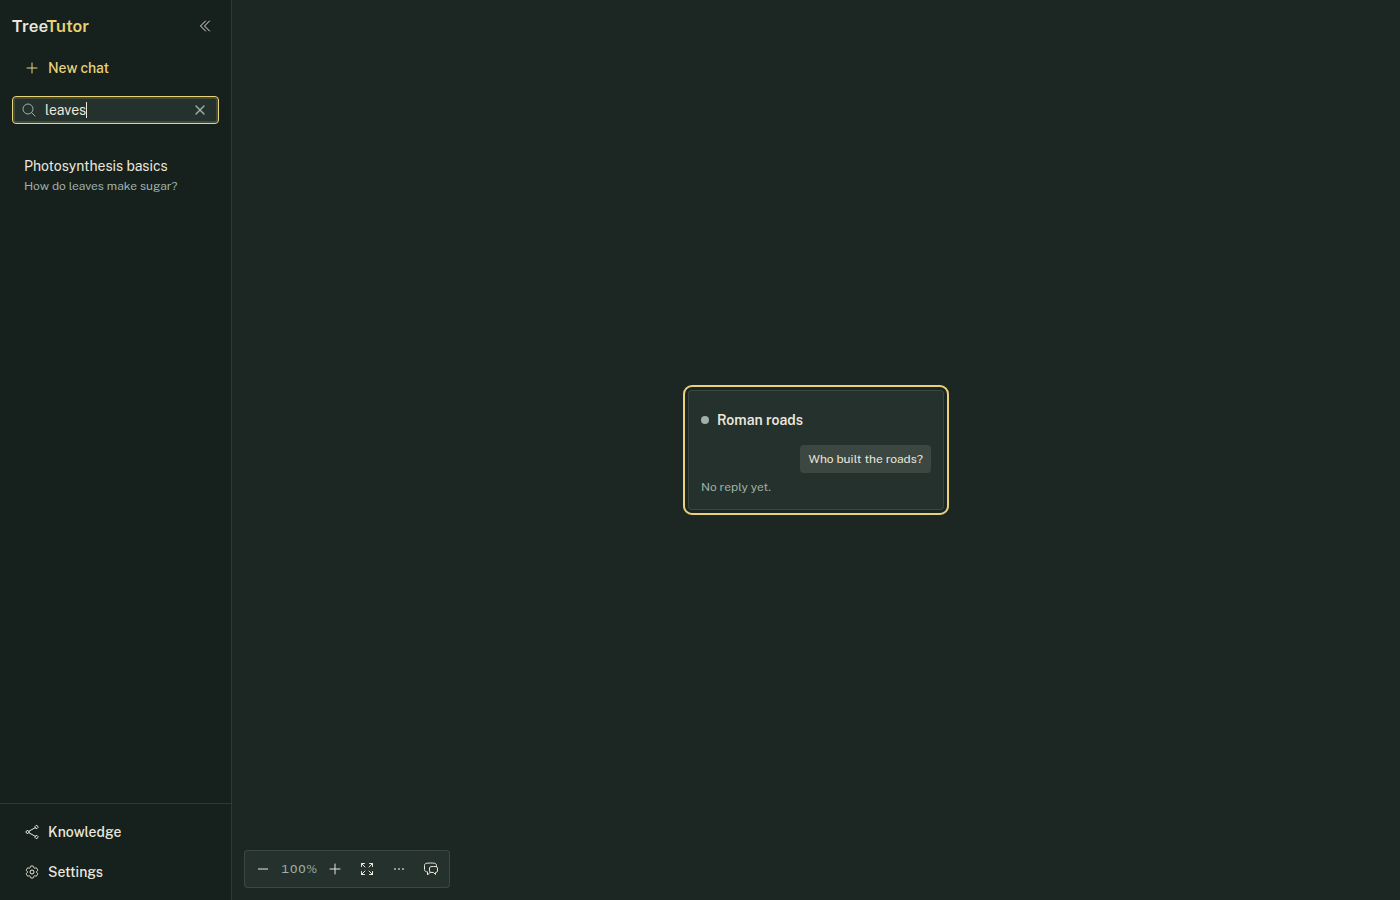 TreeTutor
New chat
leaves
Photosynthesis basics
How do leaves make sugar?
Roman roads
Who built the roads?
No reply yet.
Knowledge
Settings
100%